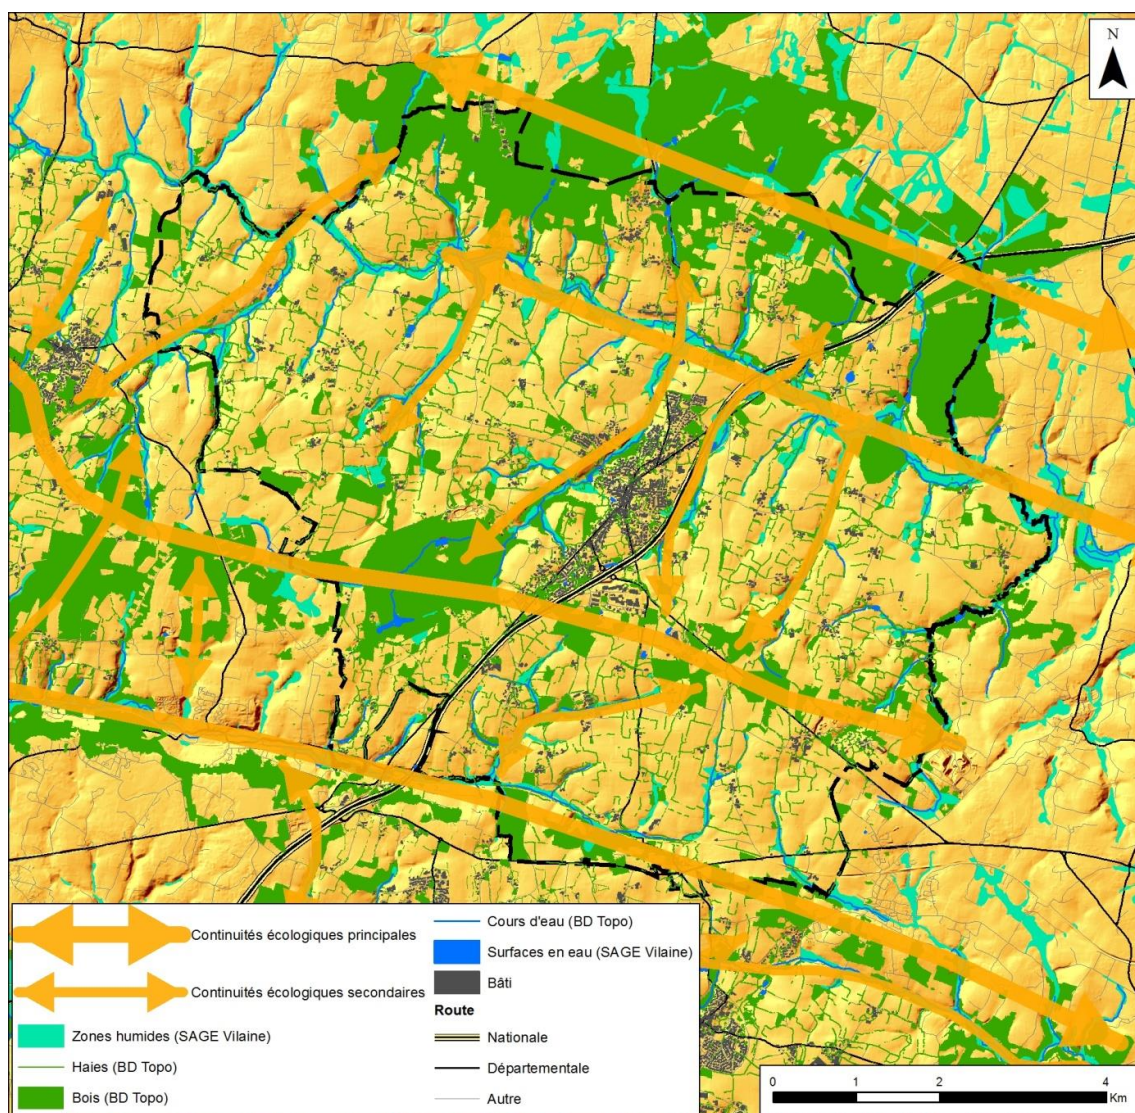 N
Continuités écologiques principales
Continuités écologiques secondaires
Zones humides (SAGE Vilaine)
Haies (BD Topo)
Bois (BD Topo)
Cours d'eau (BD Topo)
Surfaces en eau (SAGE Vilaine)
Bâti
Route
Nationale
Départementale
Autre
0 1 2 4
Km